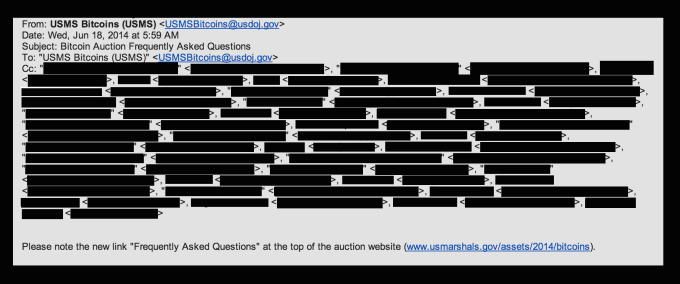 From: USMS Bitcoins (USMS) <USMSBitcoins@usdoj.gov>
Date: Wed, Jun 18, 2014 at 5:59 AM
Subject: Bitcoin Auction Frequently Asked Questions
To: "USMS Bitcoins (USMS)" <USMSBitcoins@usdoj.gov>
Cc:
Please note the new link "Frequently Asked Questions" at the top of the auction website (www.usmarshals.gov/assets/2014/bitcoins).